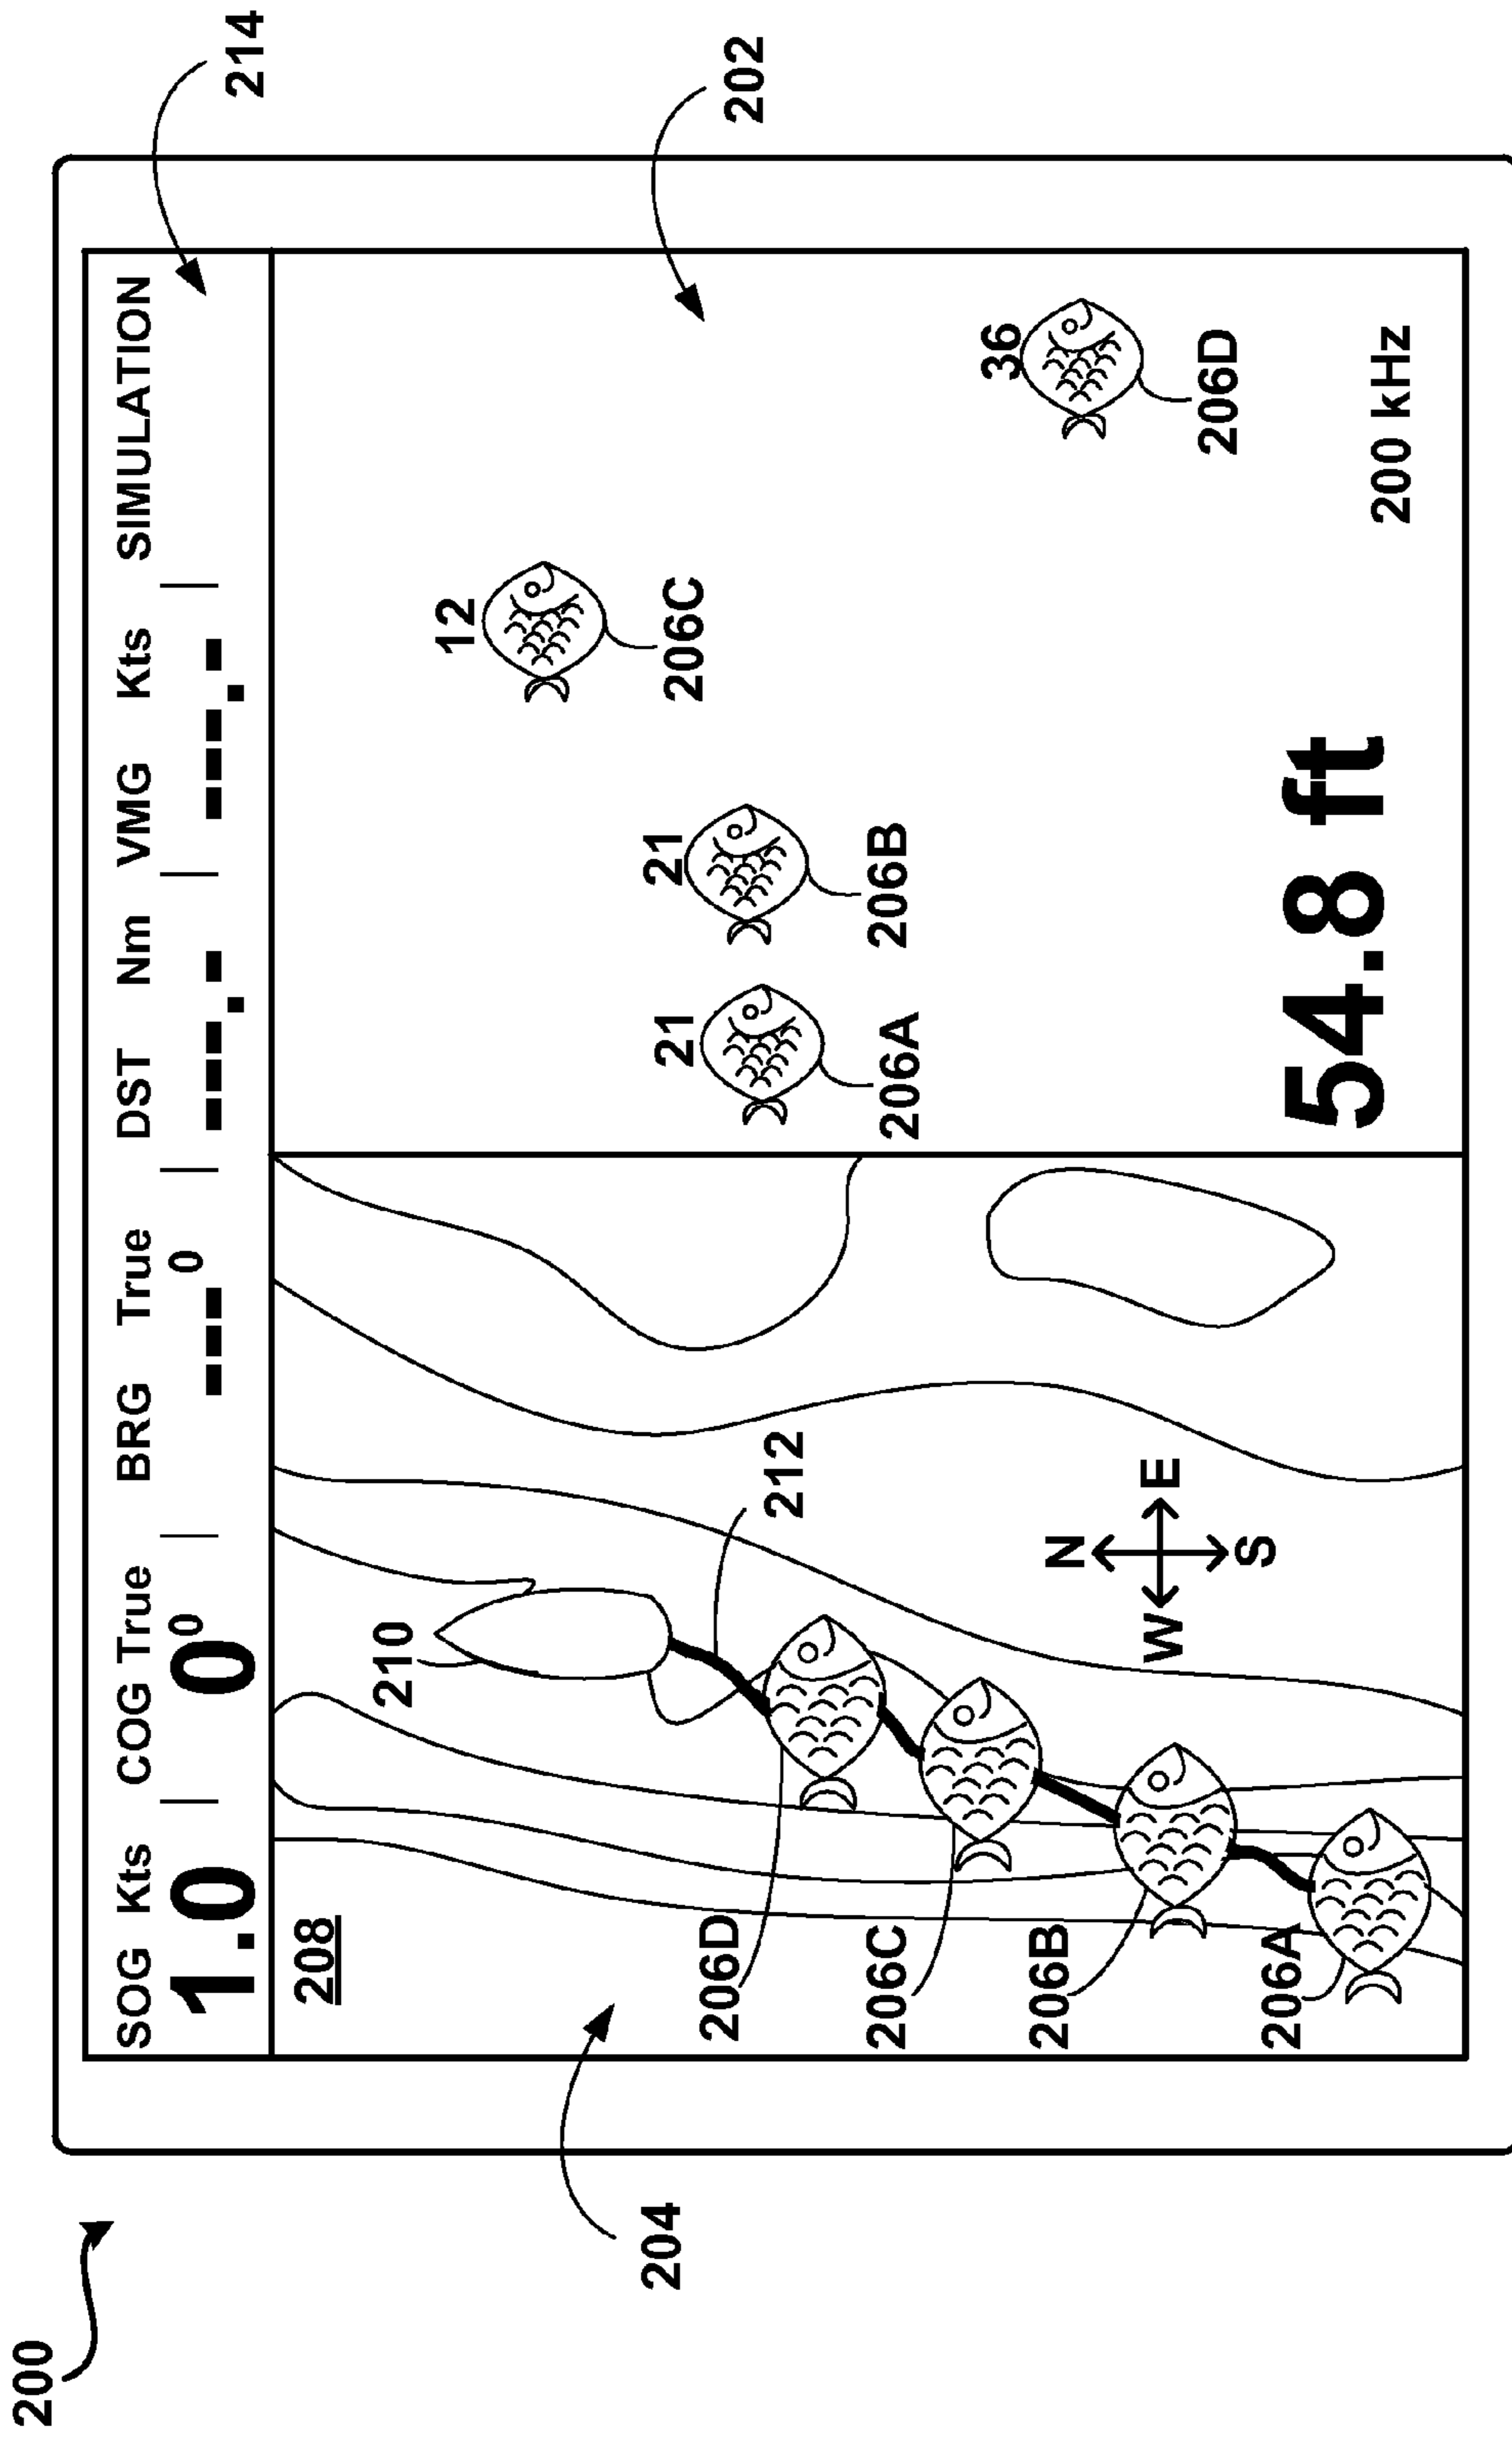 200
214
SOG Kts | COG True | BRG True | DST Nm | VMG Kts | SIMULATION
1.0 0⁰ ---⁰ ---.- ---.-
208
210
12
202
206D
212
21
21
206C
204
206C
206B
206A
36
206B
N
W E
S
206D
206A
54.8 ft
200 kHz